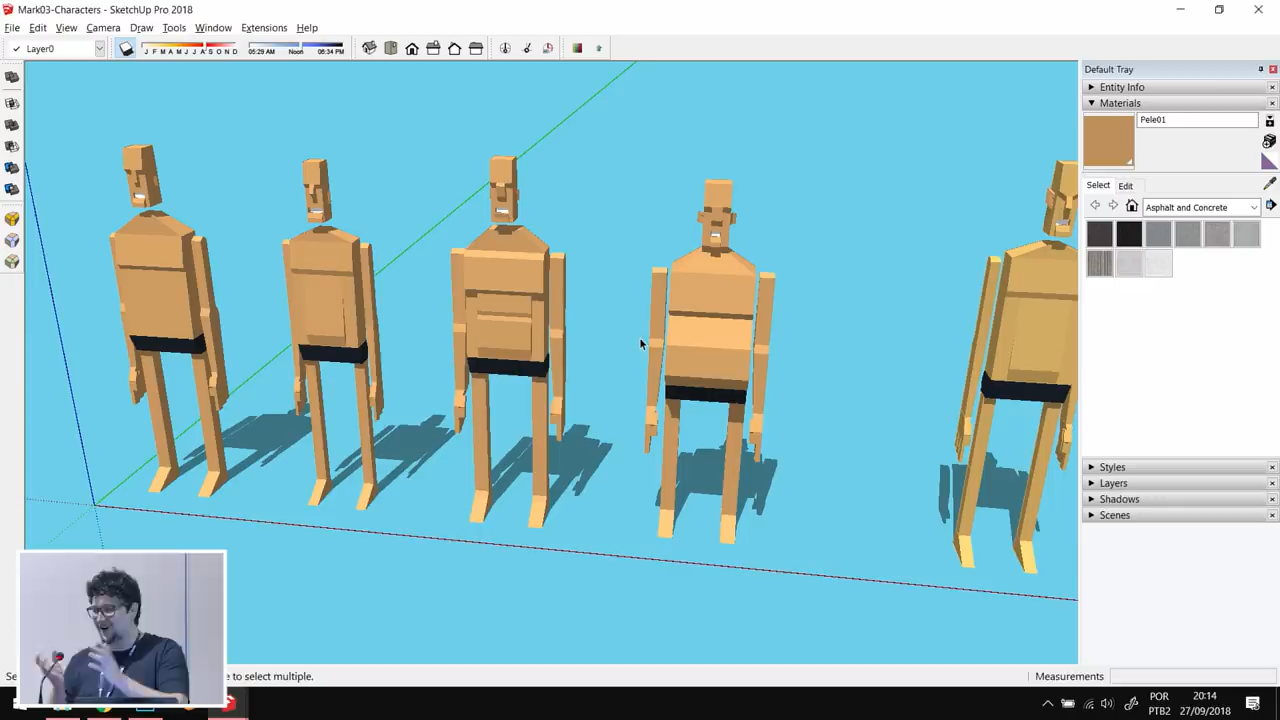 Mark03-Characters - SketchUp Pro 2018
File Edit View Camera Draw Tools Window Extensions Help
Layer0
J F M A M J J A S O N D
05:29 AM Noon 06:34 PM
Default Tray
Entity Info
Materials
Pele01
Select Edit
Asphalt and Concrete
Styles
Layers
Shadows
Scenes
to select multiple.
Measurements
POR
PTB2
20:14
27/09/2018